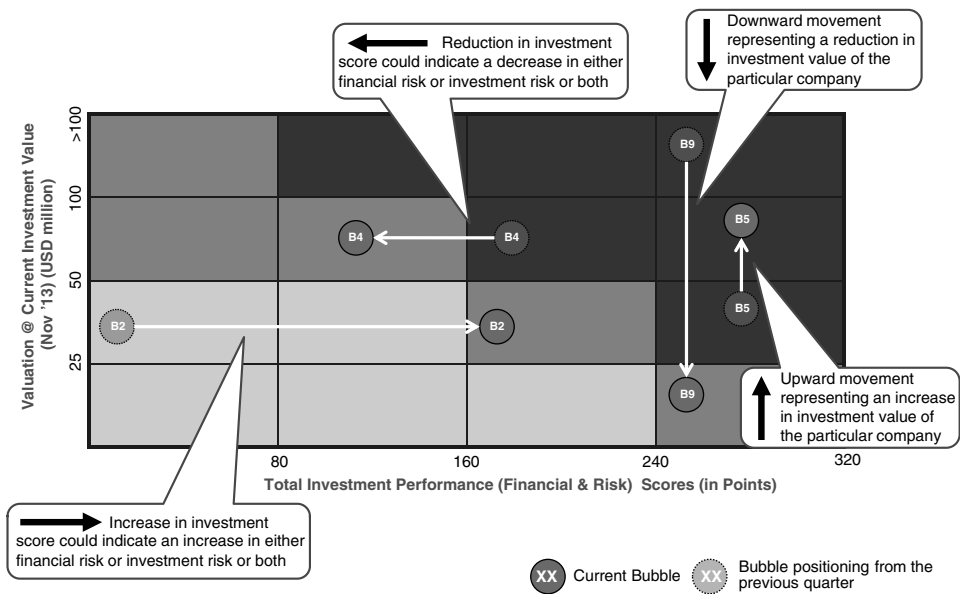 Reduction in investment
score could indicate a decrease in either
financial risk or investment risk or both
Downward movement
representing a reduction in
investment value of the
particular company
Valuation @ Current Investment Value
(Nov ’13) (USD million)
>100
100
50
25
B9
B5
B4
B4
B5
B2
B2
B9
80
160
240
320
Total Investment Performance (Financial & Risk) Scores (in Points)
Upward movement
representing an increase
in investment value of
the particular company
Increase in investment
score could indicate an increase in either
financial risk or investment risk or both
XX Current Bubble
XX Bubble positioning from the
previous quarter